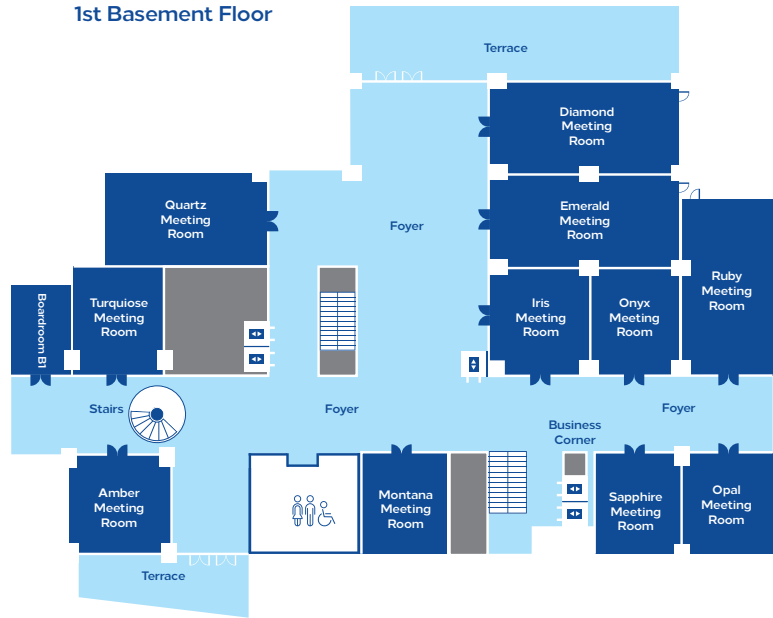 1st Basement Floor
Terrace
Diamond
Meeting
Room
Quartz
Meeting
Room
Foyer
Emerald
Meeting
Room
Boardroom B1
Turquiose
Meeting
Room
Iris
Meeting
Room
Onyx
Meeting
Room
Ruby
Meeting
Room
Stairs
Foyer
Business
Corner
Foyer
Amber
Meeting
Room
Montana
Meeting
Room
Sapphire
Meeting
Room
Opal
Meeting
Room
Terrace